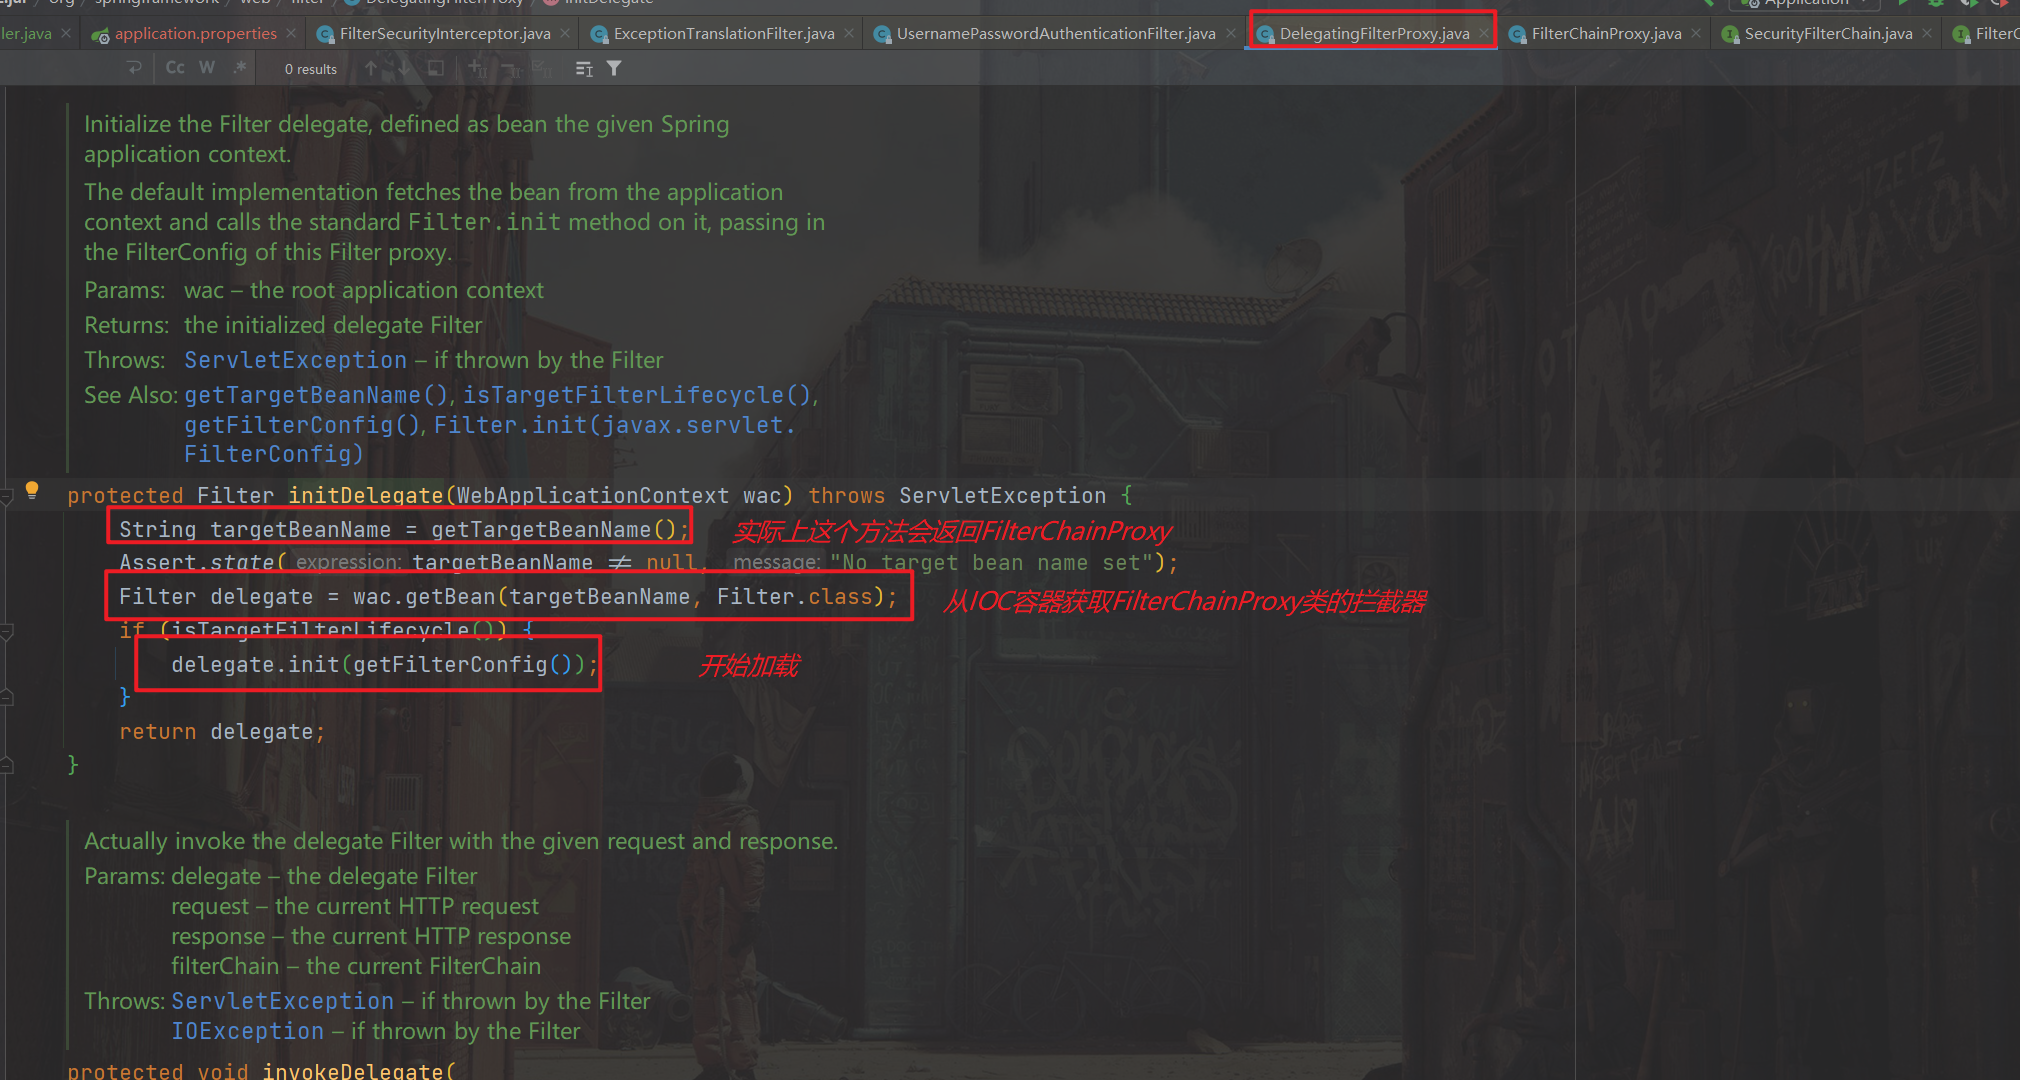 org / springframework / web / filter / DelegatingFilterProxy / initDelegate
Application
ler.java application.properties FilterSecurityInterceptor.java ExceptionTranslationFilter.java UsernamePasswordAuthenticationFilter.java DelegatingFilterProxy.java FilterChainProxy.java SecurityFilterChain.java FilterC
Cc W .* 0 results
Initialize the Filter delegate, defined as bean the given Spring
application context.
The default implementation fetches the bean from the application
context and calls the standard Filter.init method on it, passing in
the FilterConfig of this Filter proxy.
Params: wac – the root application context
Returns: the initialized delegate Filter
Throws: ServletException – if thrown by the Filter
See Also: getTargetBeanName(), isTargetFilterLifecycle(),
getFilterConfig(), Filter.init(javax.servlet.
FilterConfig)
protected Filter initDelegate(WebApplicationContext wac) throws ServletException {
String targetBeanName = getTargetBeanName(); 实际上这个方法会返回FilterChainProxy
Assert.state( expression: targetBeanName ≠ null, message: "No target bean name set");
Filter delegate = wac.getBean(targetBeanName, Filter.class); 从IOC容器获取FilterChainProxy类的拦截器
if (isTargetFilterLifecycle()) {
delegate.init(getFilterConfig()); 开始加载
}
return delegate;
}
Actually invoke the delegate Filter with the given request and response.
Params: delegate – the delegate Filter
request – the current HTTP request
response – the current HTTP response
filterChain – the current FilterChain
Throws: ServletException – if thrown by the Filter
IOException – if thrown by the Filter
protected void invokeDelegate(